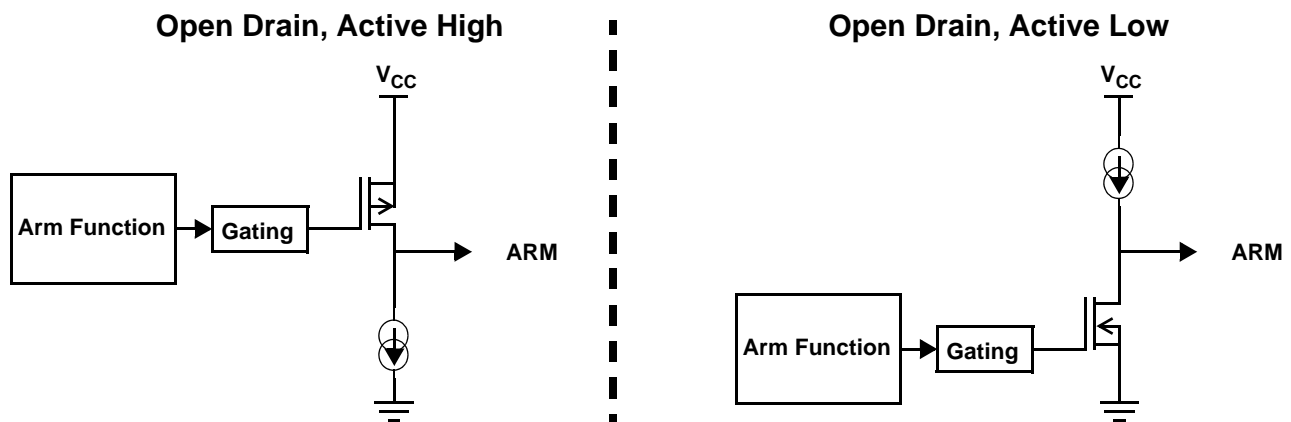 Open Drain, Active High
VCC
Arm Function
Gating
ARM
Open Drain, Active Low
VCC
ARM
Arm Function
Gating